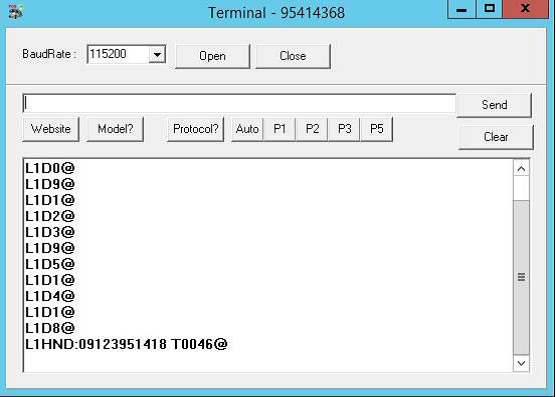 Terminal - 95414368
BaudRate :
115200
Open
Close
Send
Website
Model?
Protocol?
Auto
P1
P2
P3
P5
Clear
L1D0@
L1D9@
L1D1@
L1D2@
L1D3@
L1D9@
L1D5@
L1D1@
L1D4@
L1D1@
L1D8@
L1HND:09123951418 T0046@